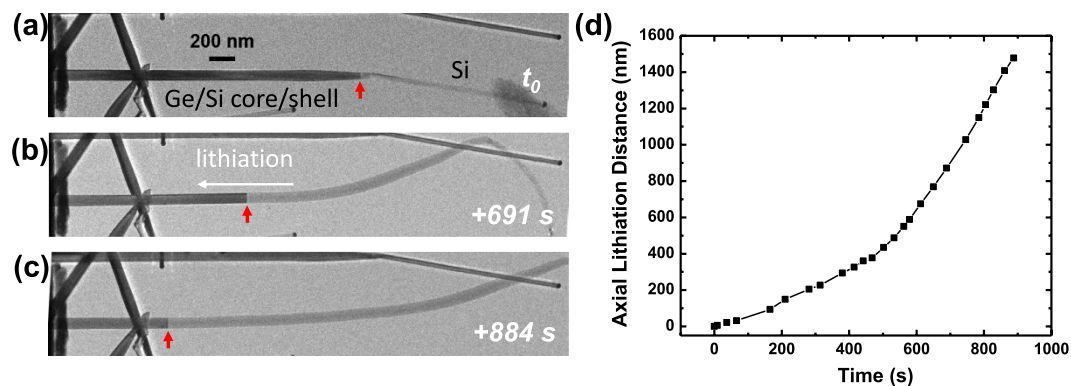 (a)
200 nm
Si
t0
Ge/Si core/shell
(b)
lithiation
+691 s
(c)
+884 s
(d)
Axial Lithiation Distance (nm)
1600
1400
1200
1000
800
600
400
200
0
0 200 400 600 800 1000
Time (s)